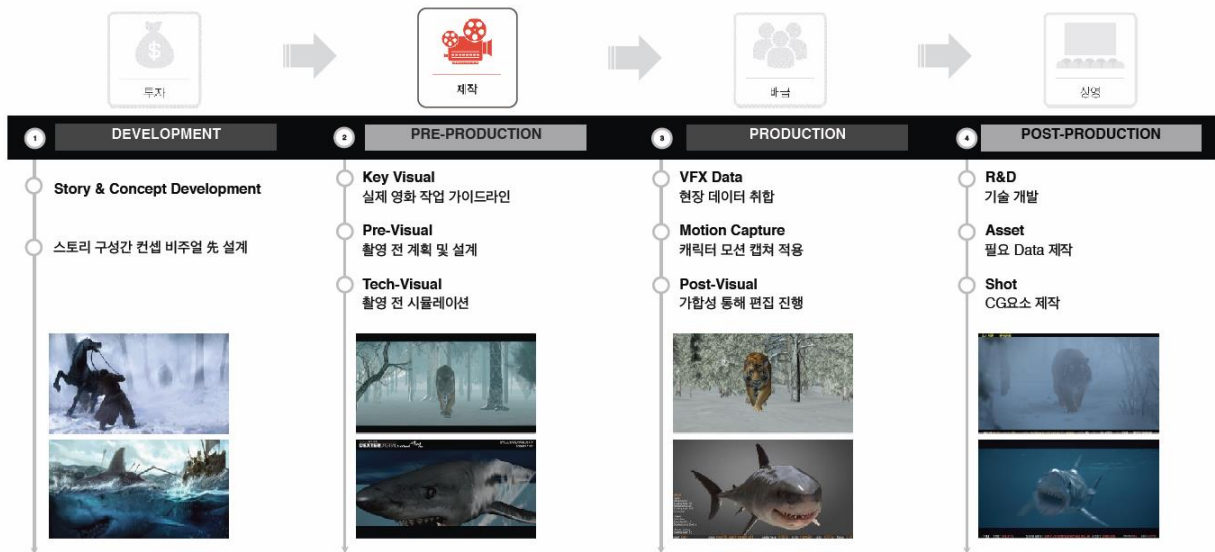 투자
제작
배급
상영
1 DEVELOPMENT
2 PRE-PRODUCTION
3 PRODUCTION
4 POST-PRODUCTION
Story & Concept Development
스토리 구성간 컨셉 비주얼 先 설계
Key Visual
실제 영화 작업 가이드라인
Pre-Visual
촬영 전 계획 및 설계
Tech-Visual
촬영 전 시뮬레이션
VFX Data
현장 데이터 취합
Motion Capture
캐릭터 모션 캡쳐 적용
Post-Visual
가합성 통해 편집 진행
R&D
기술 개발
Asset
필요 Data 제작
Shot
CG요소 제작
DEXTER